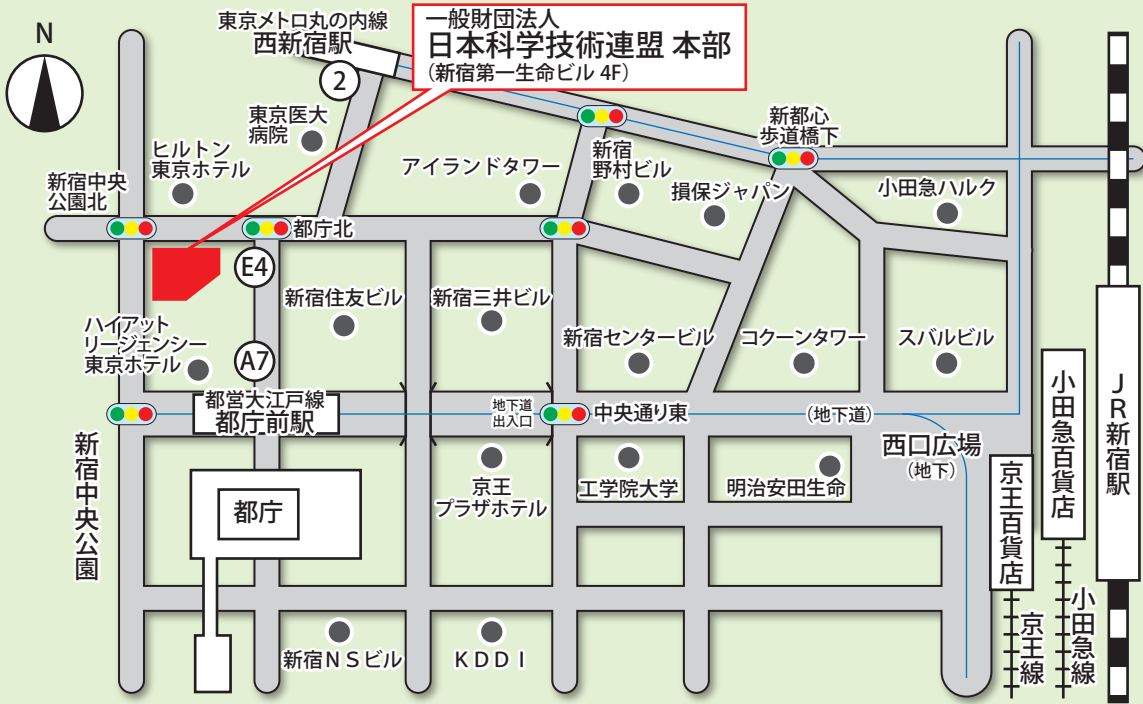 N
東京メトロ丸の内線
西新宿駅
2
一般財団法人
日本科学技術連盟 本部
(新宿第一生命ビル 4F)
東京医大
病院
ヒルトン
東京ホテル
新宿中央
公園北
アイランドタワー
新宿
野村ビル
新都心
歩道橋下
損保ジャパン
小田急ハルク
都庁北
E4
新宿住友ビル
新宿三井ビル
ハイアット
リージェンシー
東京ホテル
A7
新宿センタービル
コクーンタワー
スバルビル
都営大江戸線
都庁前駅
地下道
出入口
中央通り東
(地下道)
西口広場
(地下)
小田急百貨店
JR新宿駅
新宿中央公園
都庁
京王
プラザホテル
工学院大学
明治安田生命
京王百貨店
新宿NSビル
KDDI
京王線
小田急線